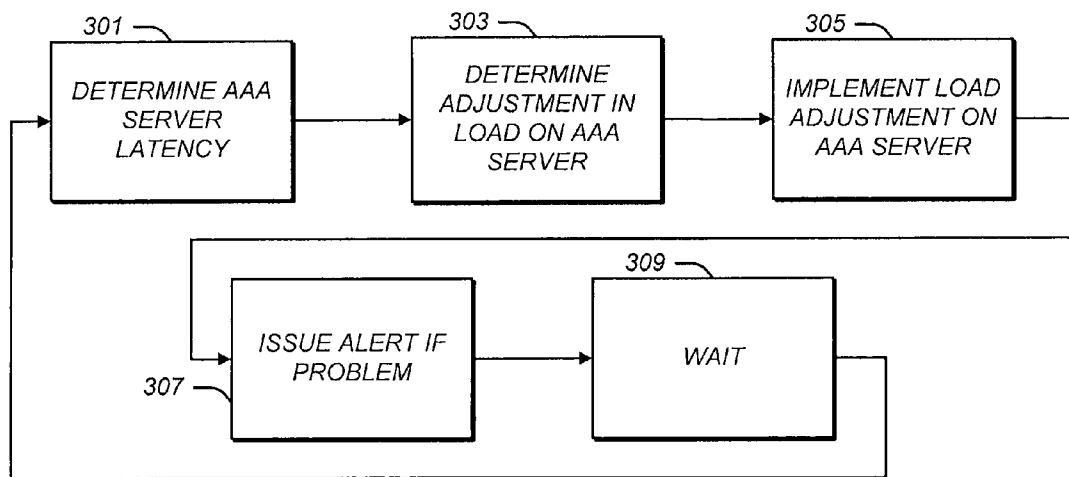 301
DETERMINE AAA
SERVER
LATENCY
303
DETERMINE
ADJUSTMENT IN
LOAD ON AAA
SERVER
305
IMPLEMENT LOAD
ADJUSTMENT ON
AAA SERVER
307
ISSUE ALERT IF
PROBLEM
309
WAIT